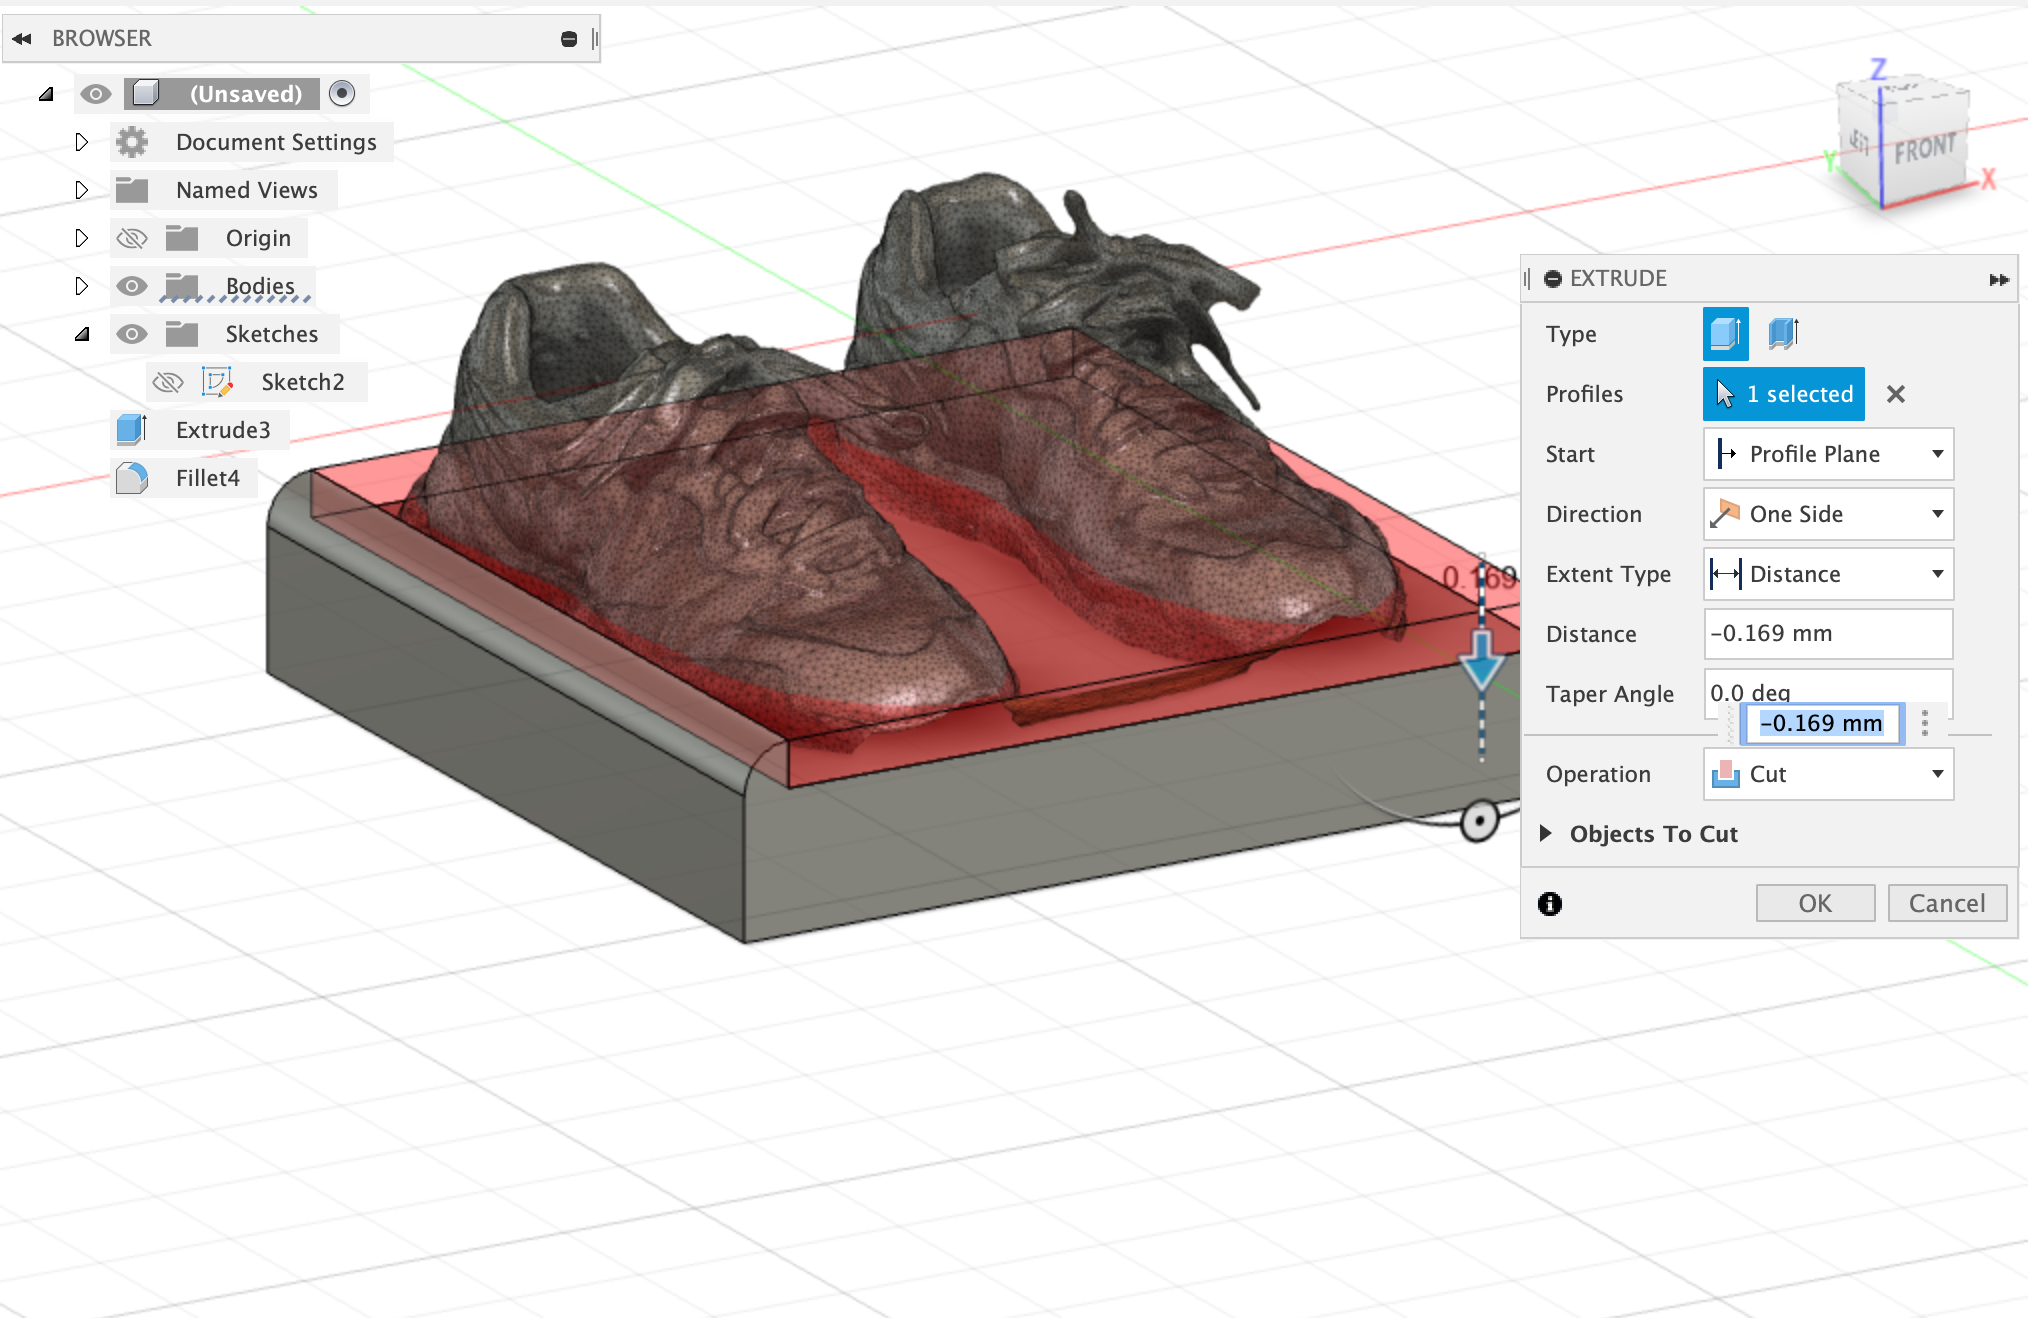 BROWSER
(Unsaved)
Document Settings
Named Views
Origin
Bodies
Sketches
Sketch2
Extrude3
Fillet4
Z
Y
X
LEFT
FRONT
0.169
EXTRUDE
Type
Profiles
1 selected
Start
Profile Plane
Direction
One Side
Extent Type
Distance
Distance
-0.169 mm
Taper Angle
0.0 deg
-0.169 mm
Operation
Cut
Objects To Cut
OK
Cancel